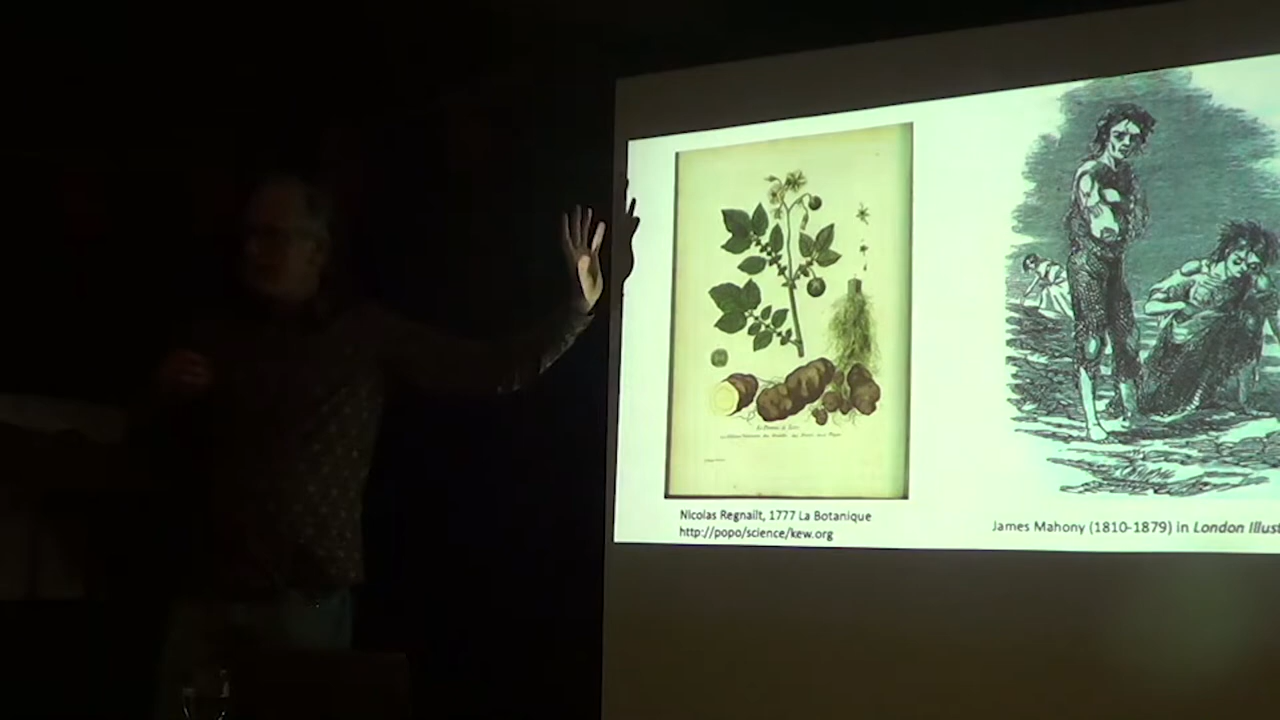 Nicolas Regnailt, 1777 La Botanique
http://popo/science/kew.org
James Mahony (1810-1879) in London Illust